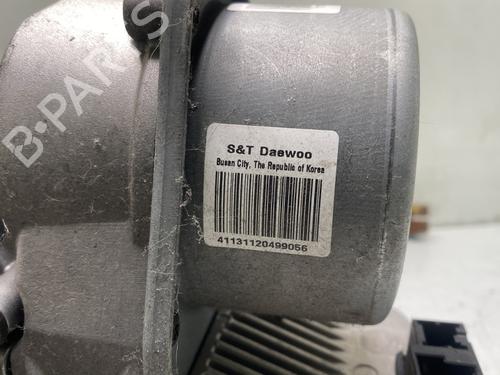 B-PARTS
S&T Daewoo
Busan City, The Republic of Korea
41131120499056